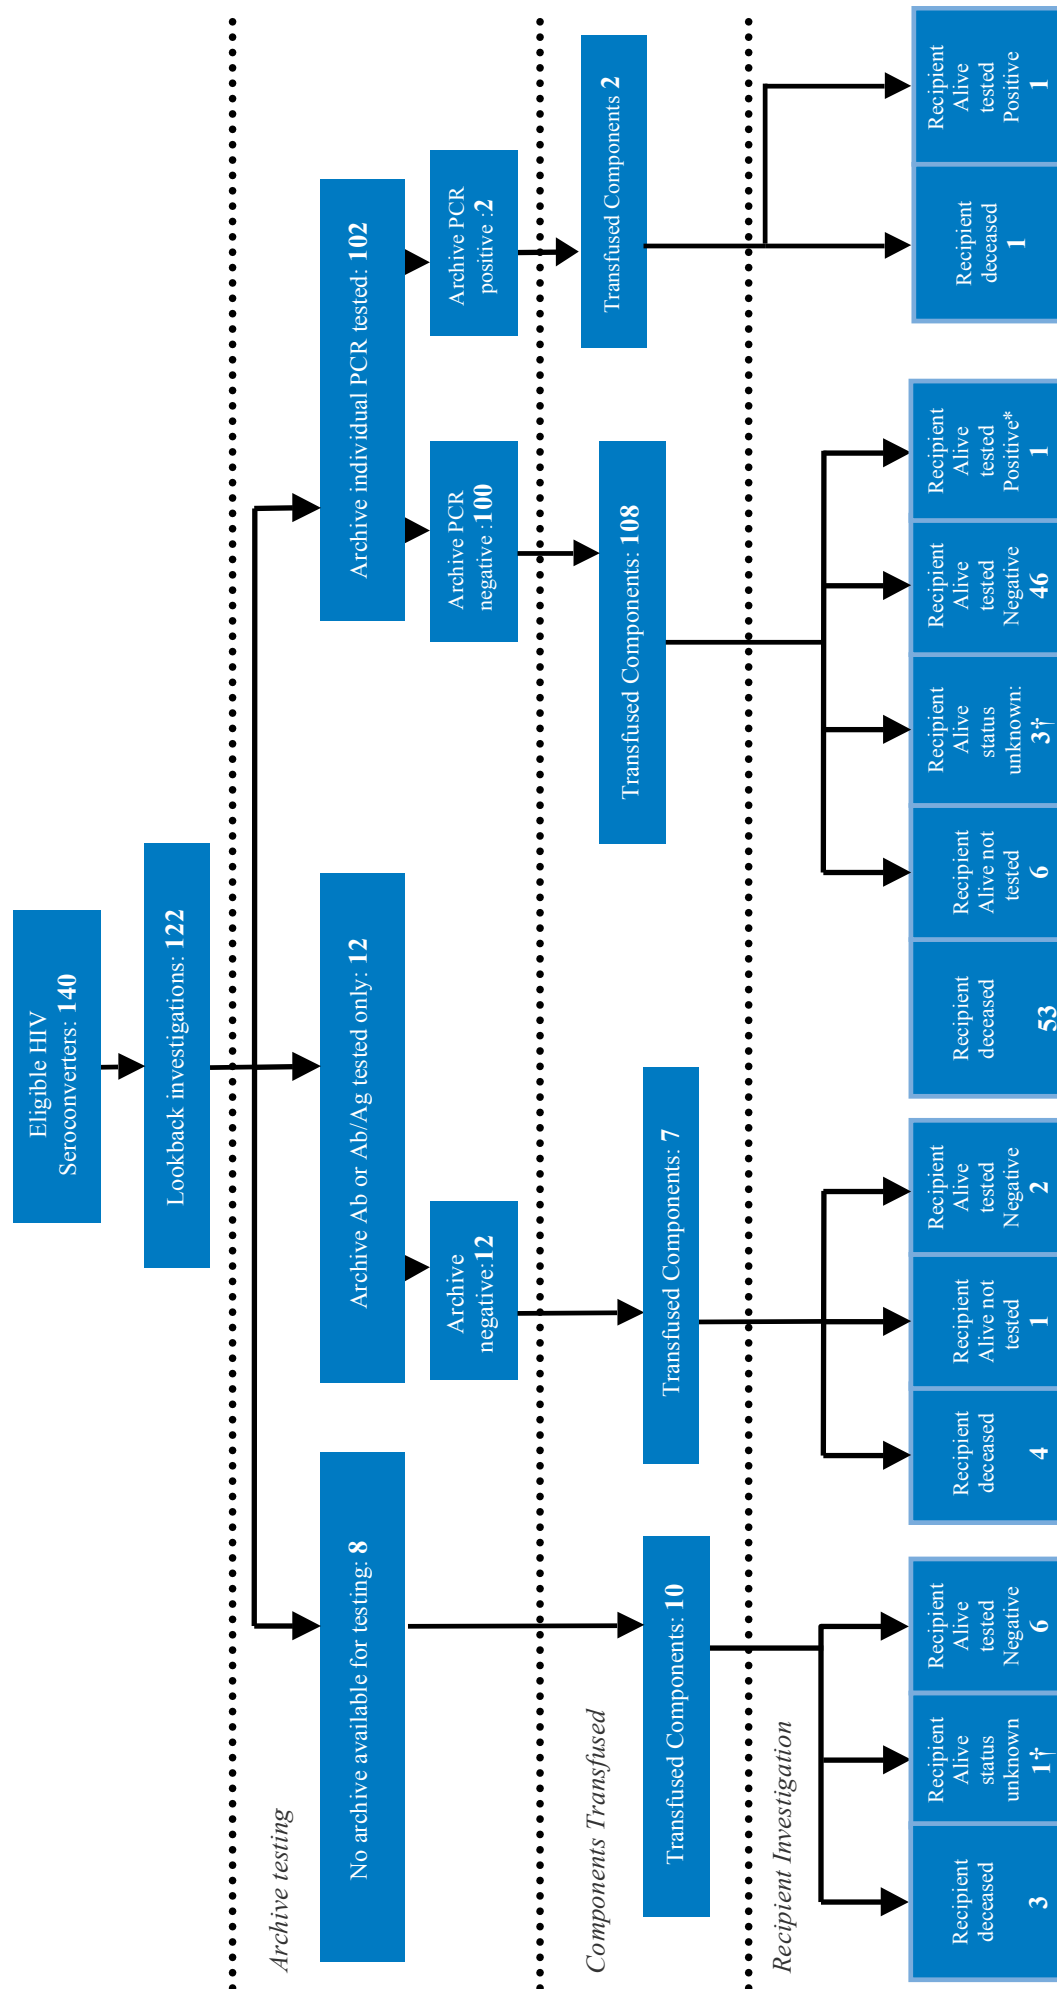 Eligible HIV
Seroconverters: 140
Lookback investigations: 122
Archive testing
No archive available for testing: 8
Archive Ab or Ab/Ag tested only: 12
Archive individual PCR tested: 102
Archive
negative:12
Archive PCR
negative :100
Archive PCR
positive :2
Components Transfused
Transfused Components: 10
Transfused Components: 7
Transfused Components: 108
Transfused Components 2
Recipient Investigation
Recipient
deceased
3
Recipient
Alive
status
unknown
1†
Recipient
Alive
tested
Negative
6
Recipient
deceased
4
Recipient
Alive not
tested
1
Recipient
Alive
tested
Negative
2
Recipient
deceased
53
Recipient
Alive not
tested
6
Recipient
Alive
status
unknown:
3†
Recipient
Alive
tested
Negative
46
Recipient
Alive
tested
Positive*
1
Recipient
deceased
1
Recipient
Alive
tested
Positive
1